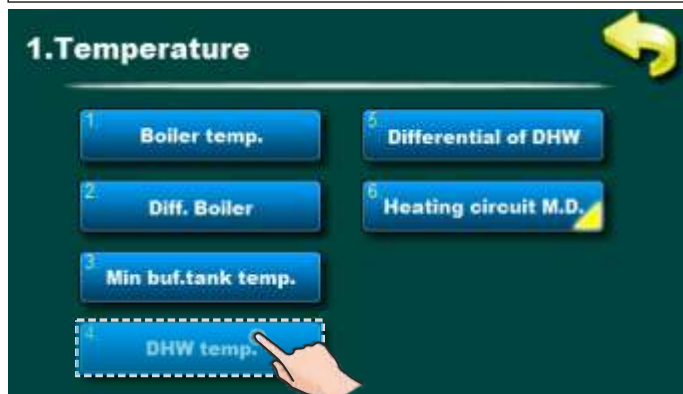 1.Temperature
1. Boiler temp.
2. Diff. Boiler
3. Min buf.tank temp.
4. DHW temp.
5. Differential of DHW
6 Heating circuit M.D.